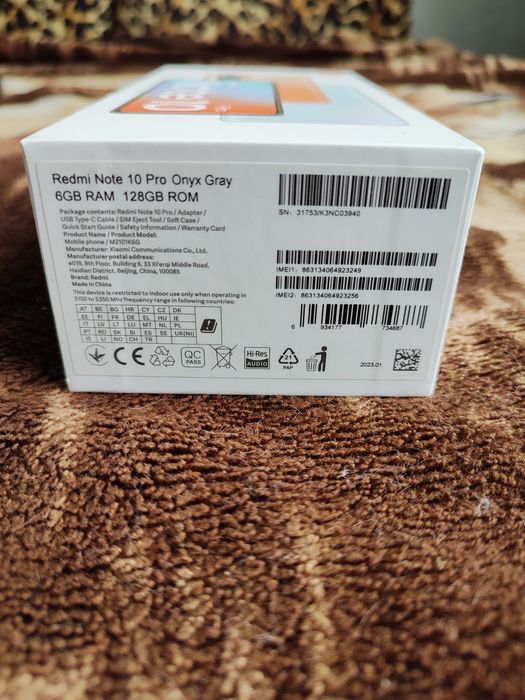 Redmi Note 10 Pro Onyx Gray
6GB RAM 128GB ROM
Package contents: Redmi Note 10 Pro / Adapter /
USB Type-C Cable / SIM Eject Tool / Soft Case /
Quick Start Guide / Safety Information / Warranty Card
Product Name / Product Model:
Mobile phone / M2101K6G
Manufacturer: Xiaomi Communications Co., Ltd.
Manufacturer postal address:
#019, 9th Floor, Building 6, 33 Xi'erqi Middle Road,
Haidian District, Beijing, China, 100085
Brand: Redmi
Made in China
This device is restricted to indoor use only when operating in
5150 to 5350 Mhz frequency range in following countries:
AT BE BG HR CY CZ DK
EE FI FR DE EL HU IE
IT LV LT LU MT NL PL
PT RO SK SI ES SE UK(NI)
IS LI NO CH TR
CE
QC
PASS
Hi-Res
AUDIO
21
PAP
SN: 31753/K3NC03940
IMEI1: 863134064923249
IMEI2: 863134064923256
6 934177 734687
2023.01